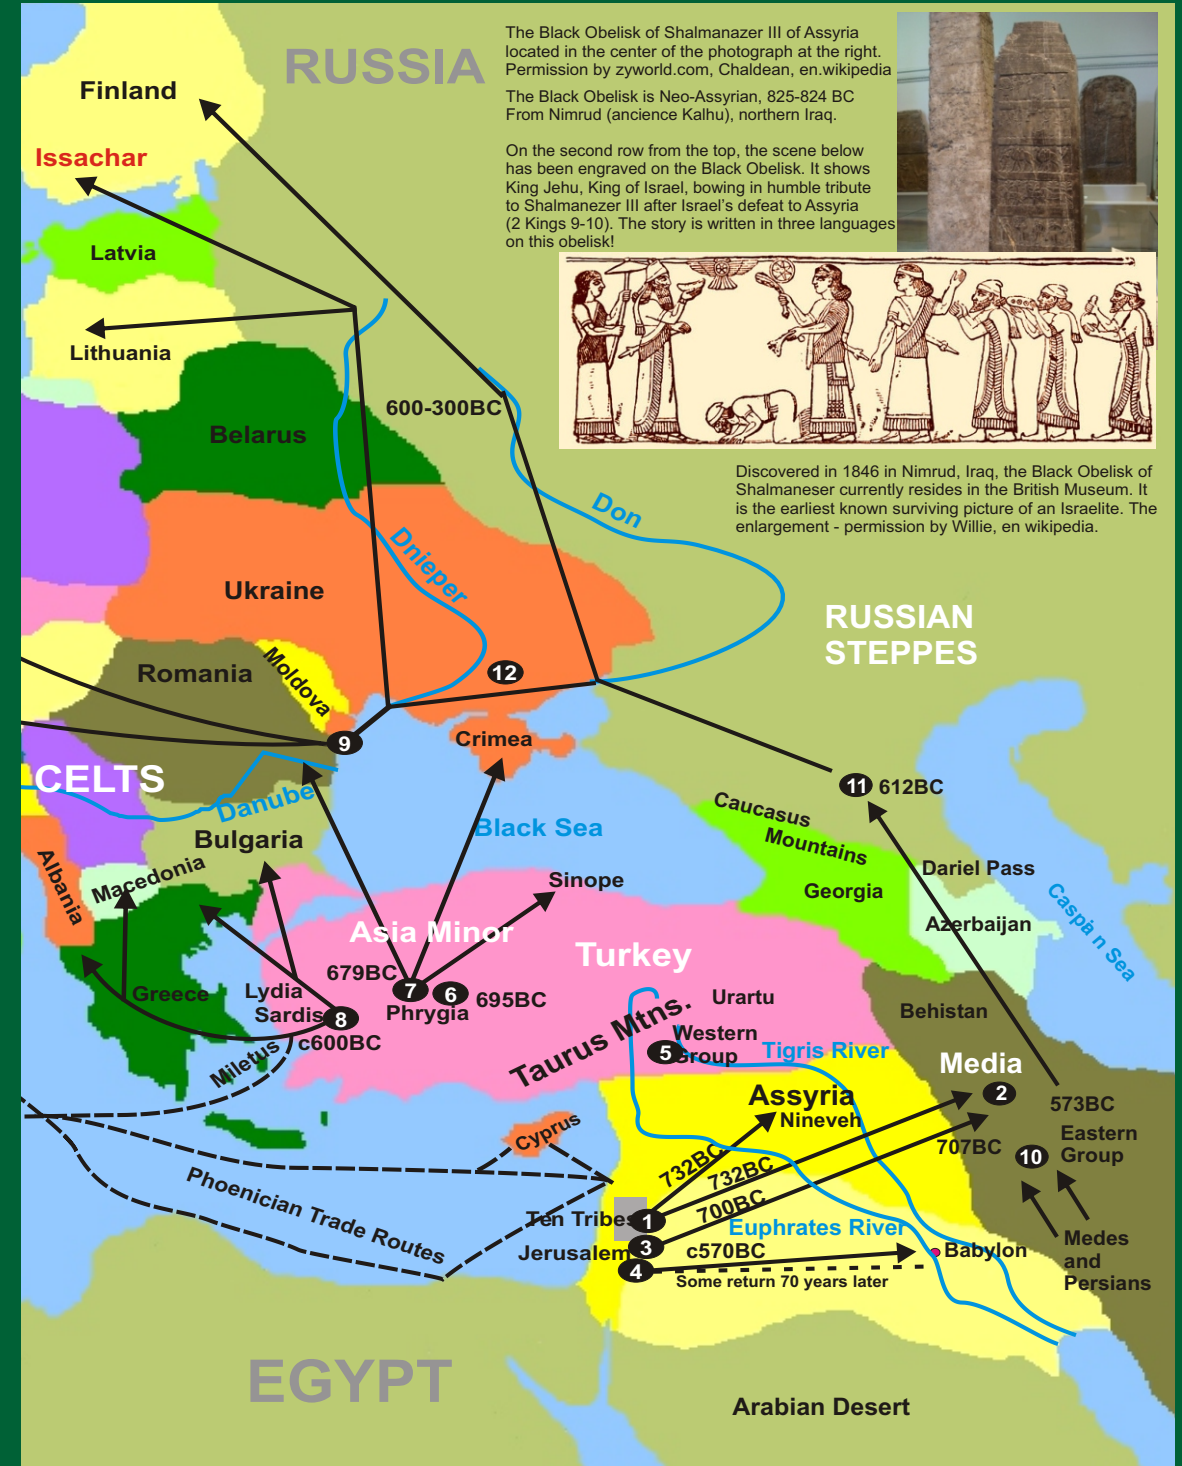 The Black Obelisk of Shalmanazer III of Assyria
located in the center of the photograph at the right.
Permission by zyworld.com, Chaldean, en.wikipedia
The Black Obelisk is Neo-Assyrian, 825-824 BC
From Nimrud (ancience Kalhu), northern Iraq.
On the second row from the top, the scene below
has been engraved on the Black Obelisk. It shows
King Jehu, King of Israel, bowing in humble tribute
to Shalmanezer III after Israel's defeat to Assyria
(2 Kings 9-10). The story is written in three languages
on this obelisk!
RUSSIA
Finland
Issachar
Latvia
Lithuania
600-300BC
Belarus
Discovered in 1846 in Nimrud, Iraq, the Black Obelisk of
Shalmaneser currently resides in the British Museum. It
is the earliest known surviving picture of an Israelite. The
enlargement - permission by Willie, en wikipedia.
Don
Dnieper
Ukraine
RUSSIAN
STEPPES
Romania
Moldova
12
9
Crimea
CELTS
11 612BC
Danube
Caucasus
Mountains
Black Sea
Bulgaria
Albania
Macedonia
Dariel Pass
Sinope
Georgia
Caspàn Sea
Azerbaijan
Asia Minor
Turkey
679BC
7
6 695BC
Phrygia
Greece
Lydia
Sardis 8
c600BC
Urartu
Behistan
Taurus Mtns.
Western
5 Group
Tigris River
Miletus
Media
2
Assyria
Nineveh
573BC
Cyprus
707BC
Eastern
10 Group
732BC
732BC
700BC
Phoenician Trade Routes
Ten Tribes 1
Euphrates River
Jerusalem 3
c570BC
Babylon
4
Some return 70 years later
Medes
and
Persians
EGYPT
Arabian Desert